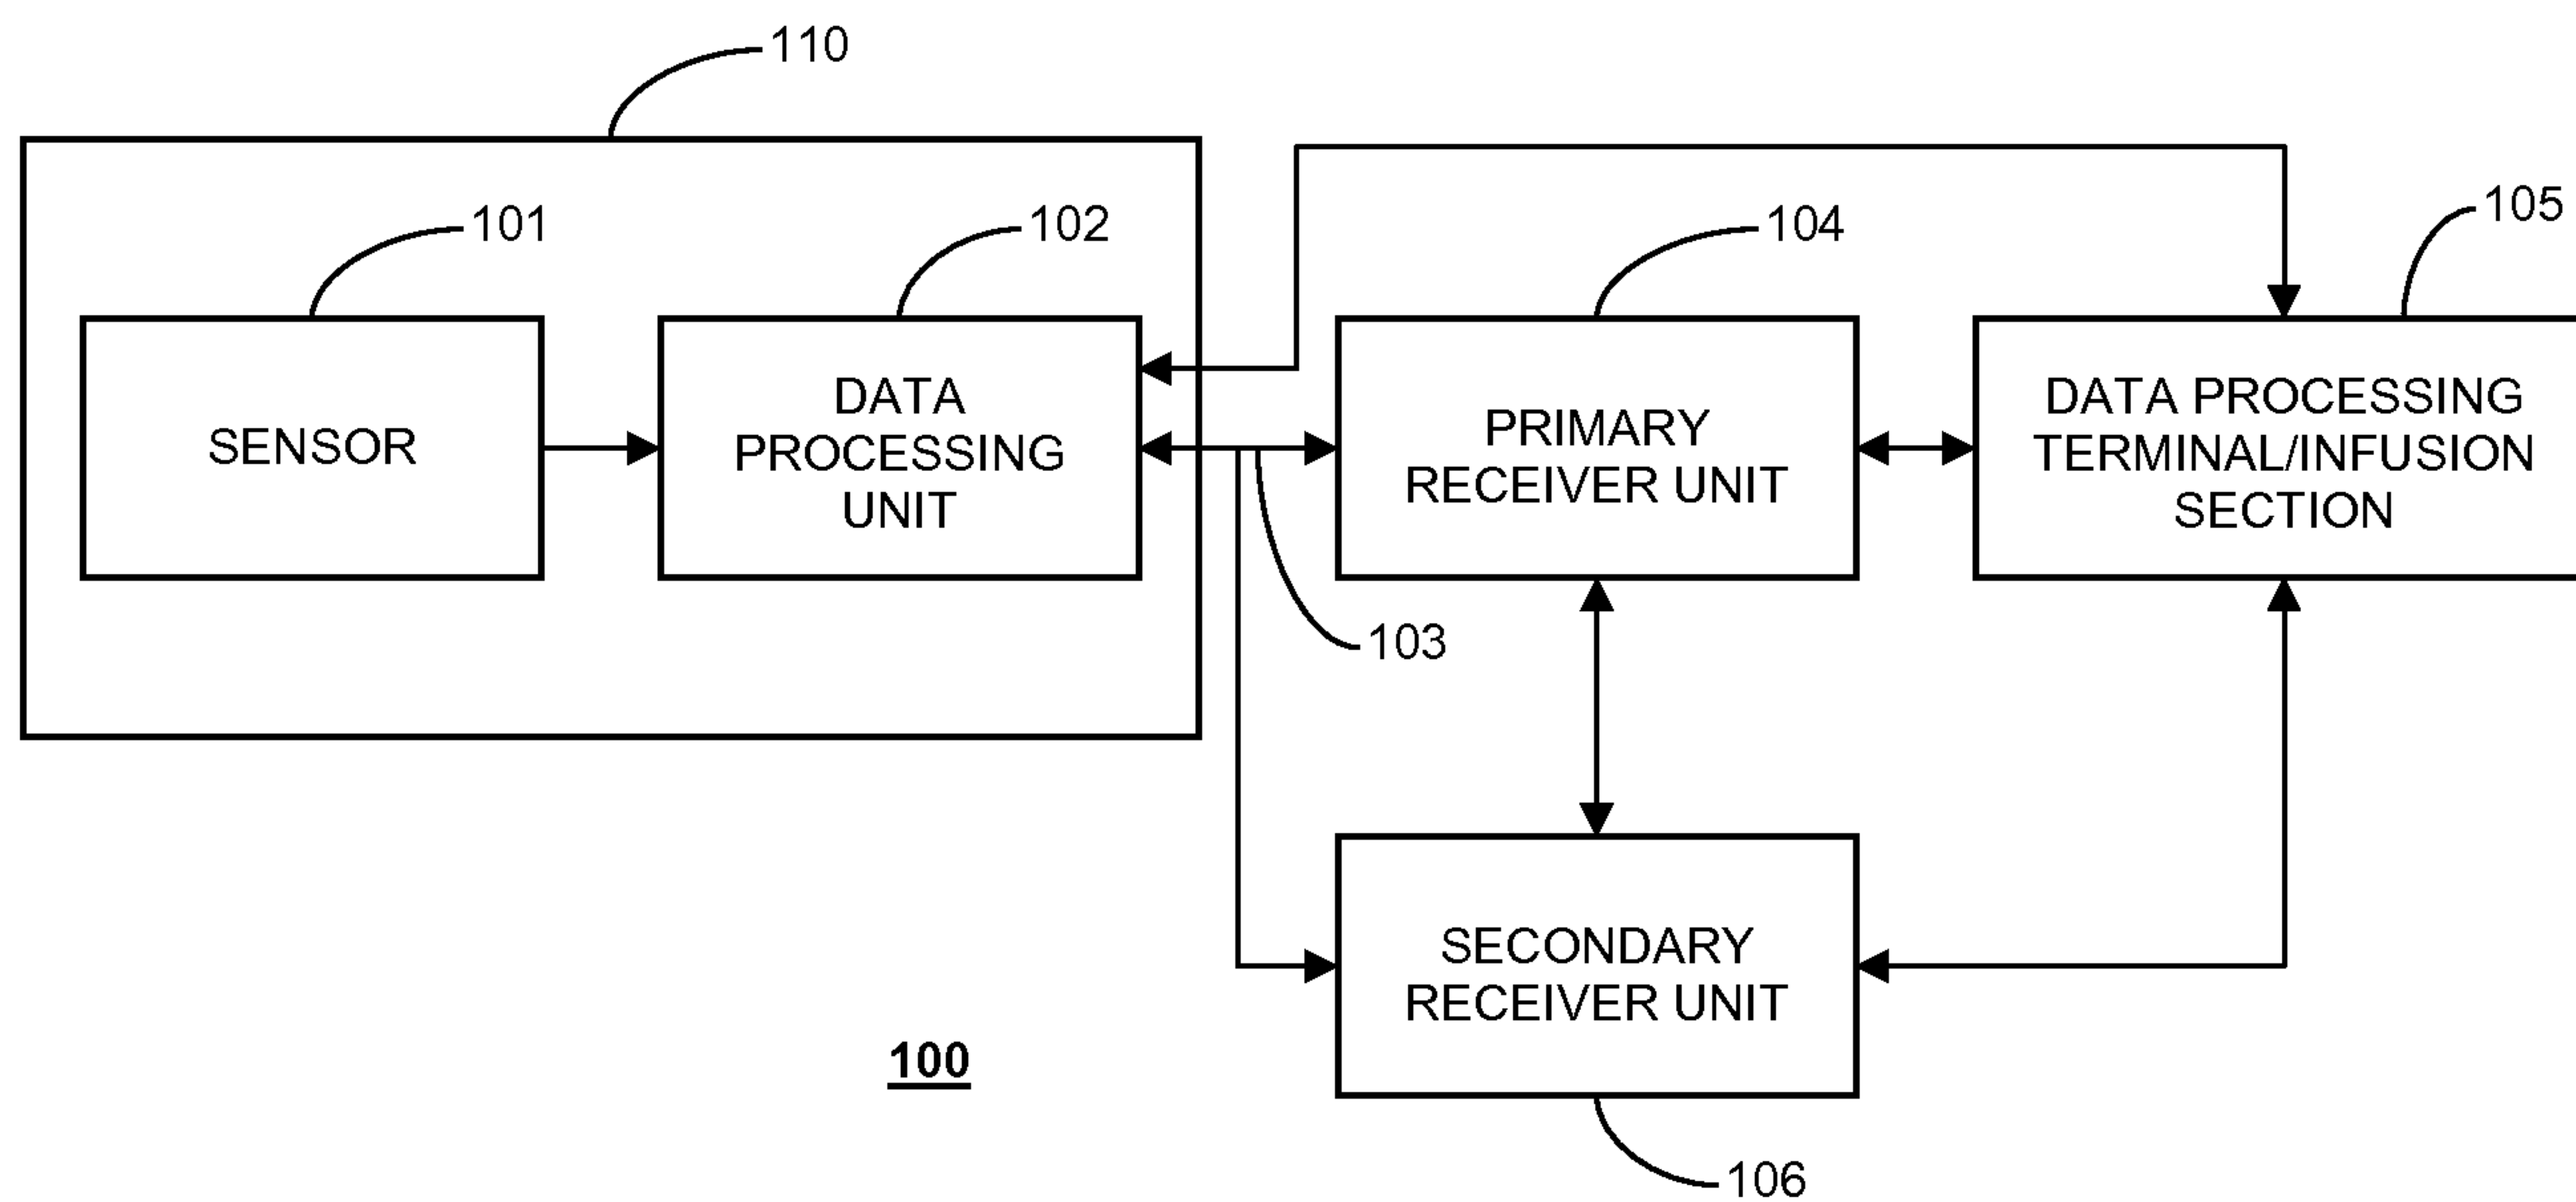 110
101
102
104
105
SENSOR
DATA
PROCESSING
UNIT
PRIMARY
RECEIVER UNIT
DATA PROCESSING
TERMINAL/INFUSION
SECTION
103
SECONDARY
RECEIVER UNIT
100
106